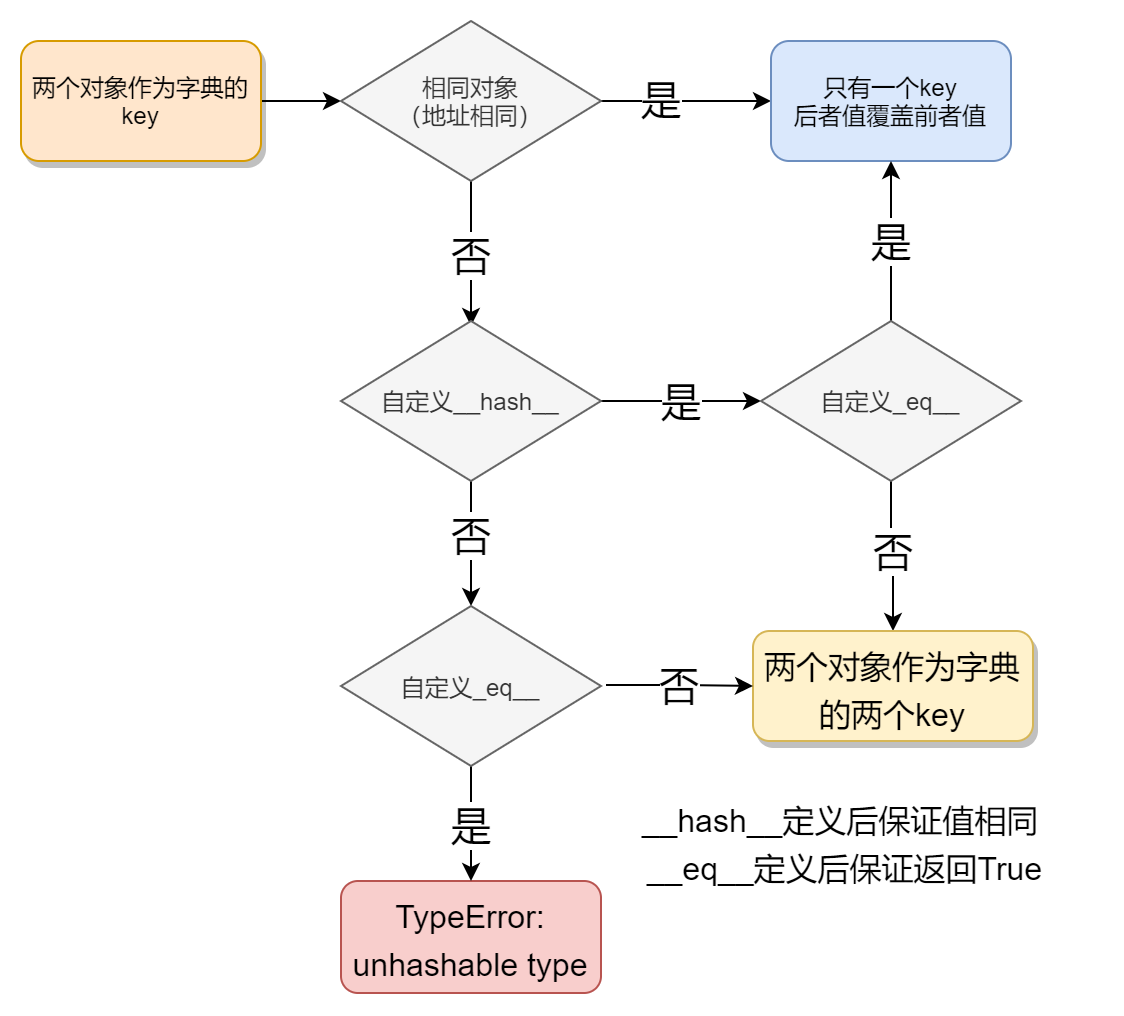 两个对象作为字典的
key
相同对象
（地址相同）
是
只有一个key
后者值覆盖前者值
否
是
自定义__hash__
是
自定义_eq__
否
否
自定义_eq__
否
两个对象作为字典
的两个key
是
__hash__定义后保证值相同
__eq__定义后保证返回True
TypeError:
unhashable type